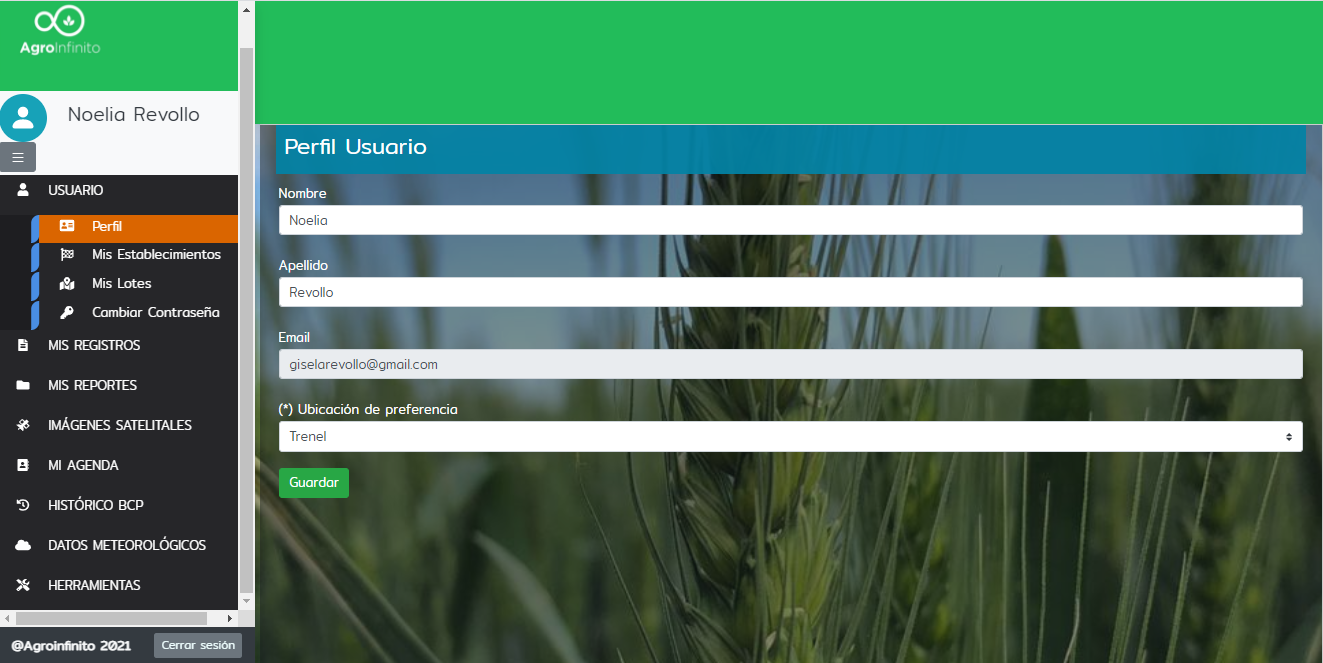 AgroInfinito
Noelia Revollo
USUARIO
Perfil
Mis Establecimientos
Mis Lotes
Cambiar Contraseña
MIS REGISTROS
MIS REPORTES
IMÁGENES SATELITALES
MI AGENDA
HISTÓRICO BCP
DATOS METEOROLÓGICOS
HERRAMIENTAS
@Agroinfinito 2021 Cerrar sesión
Perfil Usuario
Nombre
Noelia
Apellido
Revollo
Email
giselarevollo@gmail.com
(*) Ubicación de preferencia
Trenel
Guardar